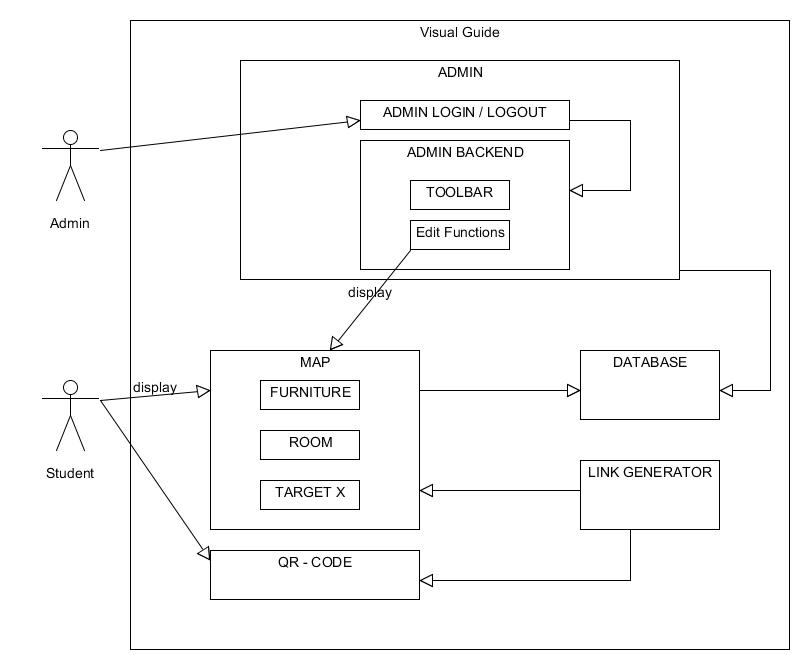 Visual Guide
ADMIN
ADMIN LOGIN / LOGOUT
ADMIN BACKEND
TOOLBAR
Edit Functions
Admin
display
MAP
DATABASE
display
FURNITURE
ROOM
Student
LINK GENERATOR
TARGET X
QR - CODE